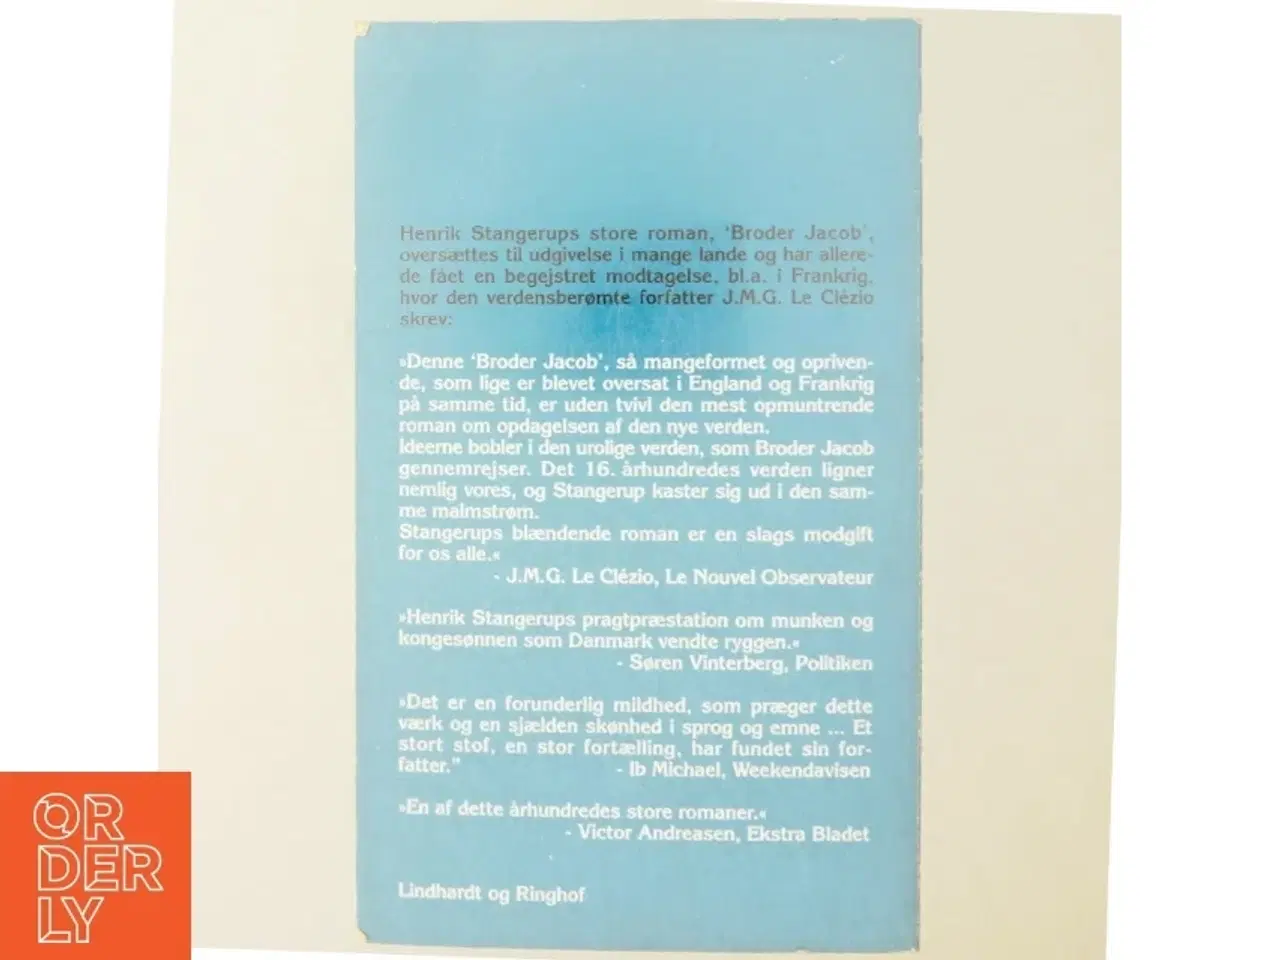 Henrik Stangerups store roman, 'Broder Jacob',
oversættes til udgivelse i mange lande og har allere-
de fået en begejstret modtagelse, bl.a. i Frankrig,
hvor den verdensberømte forfatter J.M.G. Le Clézio
skrev:
»Denne 'Broder Jacob', så mangeformet og opriven-
de, som lige er blevet oversat i England og Frankrig
på samme tid, er uden tvivl den mest opmuntrende
roman om opdagelsen af den nye verden.
Ideerne bobler i den urolige verden, som Broder Jacob
gennemrejser. Det 16. århundredes verden ligner
nemlig vores, og Stangerup kaster sig ud i den sam-
me malmstrøm.
Stangerups blændende roman er en slags modgift
for os alle.«
- J.M.G. Le Clézio, Le Nouvel Observateur
»Henrik Stangerups pragtpræstation om munken og
kongesønnen som Danmark vendte ryggen.«
- Søren Vinterberg, Politiken
»Det er en forunderlig mildhed, som præger dette
værk og en sjælden skønhed i sprog og emne ... Et
stort stof, en stor fortælling, har fundet sin for-
fatter."
- Ib Michael, Weekendavisen
»En af dette århundredes store romaner.«
- Victor Andreasen, Ekstra Bladet
Lindhardt og Ringhof
OR
DER
LY